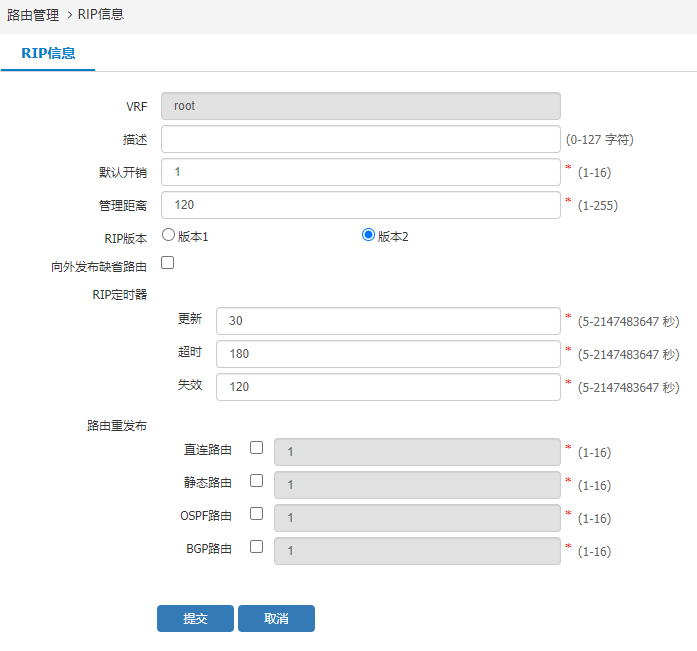 路由管理 > RIP信息
RIP信息
VRF root
描述 (0-127 字符)
默认开销 1 * (1-16)
管理距离 120 * (1-255)
RIP版本 版本1 版本2
向外发布缺省路由
RIP定时器
更新 30 * (5-2147483647 秒)
超时 180 * (5-2147483647 秒)
失效 120 * (5-2147483647 秒)
路由重发布
直连路由 1 * (1-16)
静态路由 1 * (1-16)
OSPF路由 1 * (1-16)
BGP路由 1 * (1-16)
提交 取消